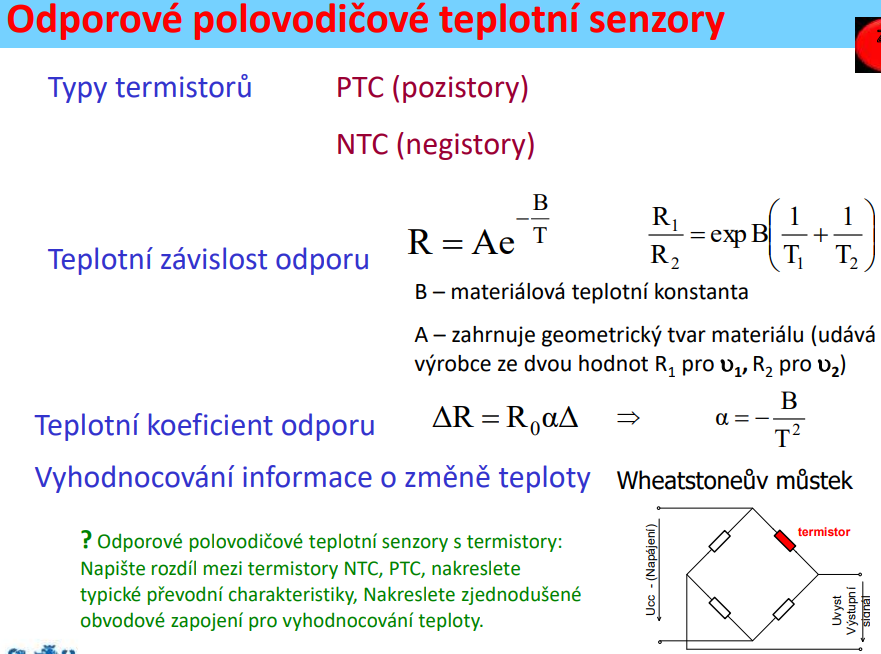 Odporové polovodičové teplotní senzory
Typy termistorů PTC (pozistory)
NTC (negistory)
Teplotní závislost odporu R = Ae^(-B/T) R₁/R₂ = exp B(1/T₁ + 1/T₂)
B – materiálová teplotní konstanta
A – zahrnuje geometrický tvar materiálu (udává
výrobce ze dvou hodnot R₁ pro υ₁, R₂ pro υ₂)
Teplotní koeficient odporu ΔR = R₀αΔ ⇒ α = -B/T²
Vyhodnocování informace o změně teploty Wheatstoneův můstek
? Odporové polovodičové teplotní senzory s termistory:
Napište rozdíl mezi termistory NTC, PTC, nakreslete
typické převodní charakteristiky, Nakreslete zjednodušené
obvodové zapojení pro vyhodnocování teploty.
termistor
Ucc - (Napájení)
Uvyst
Výstupní
signál